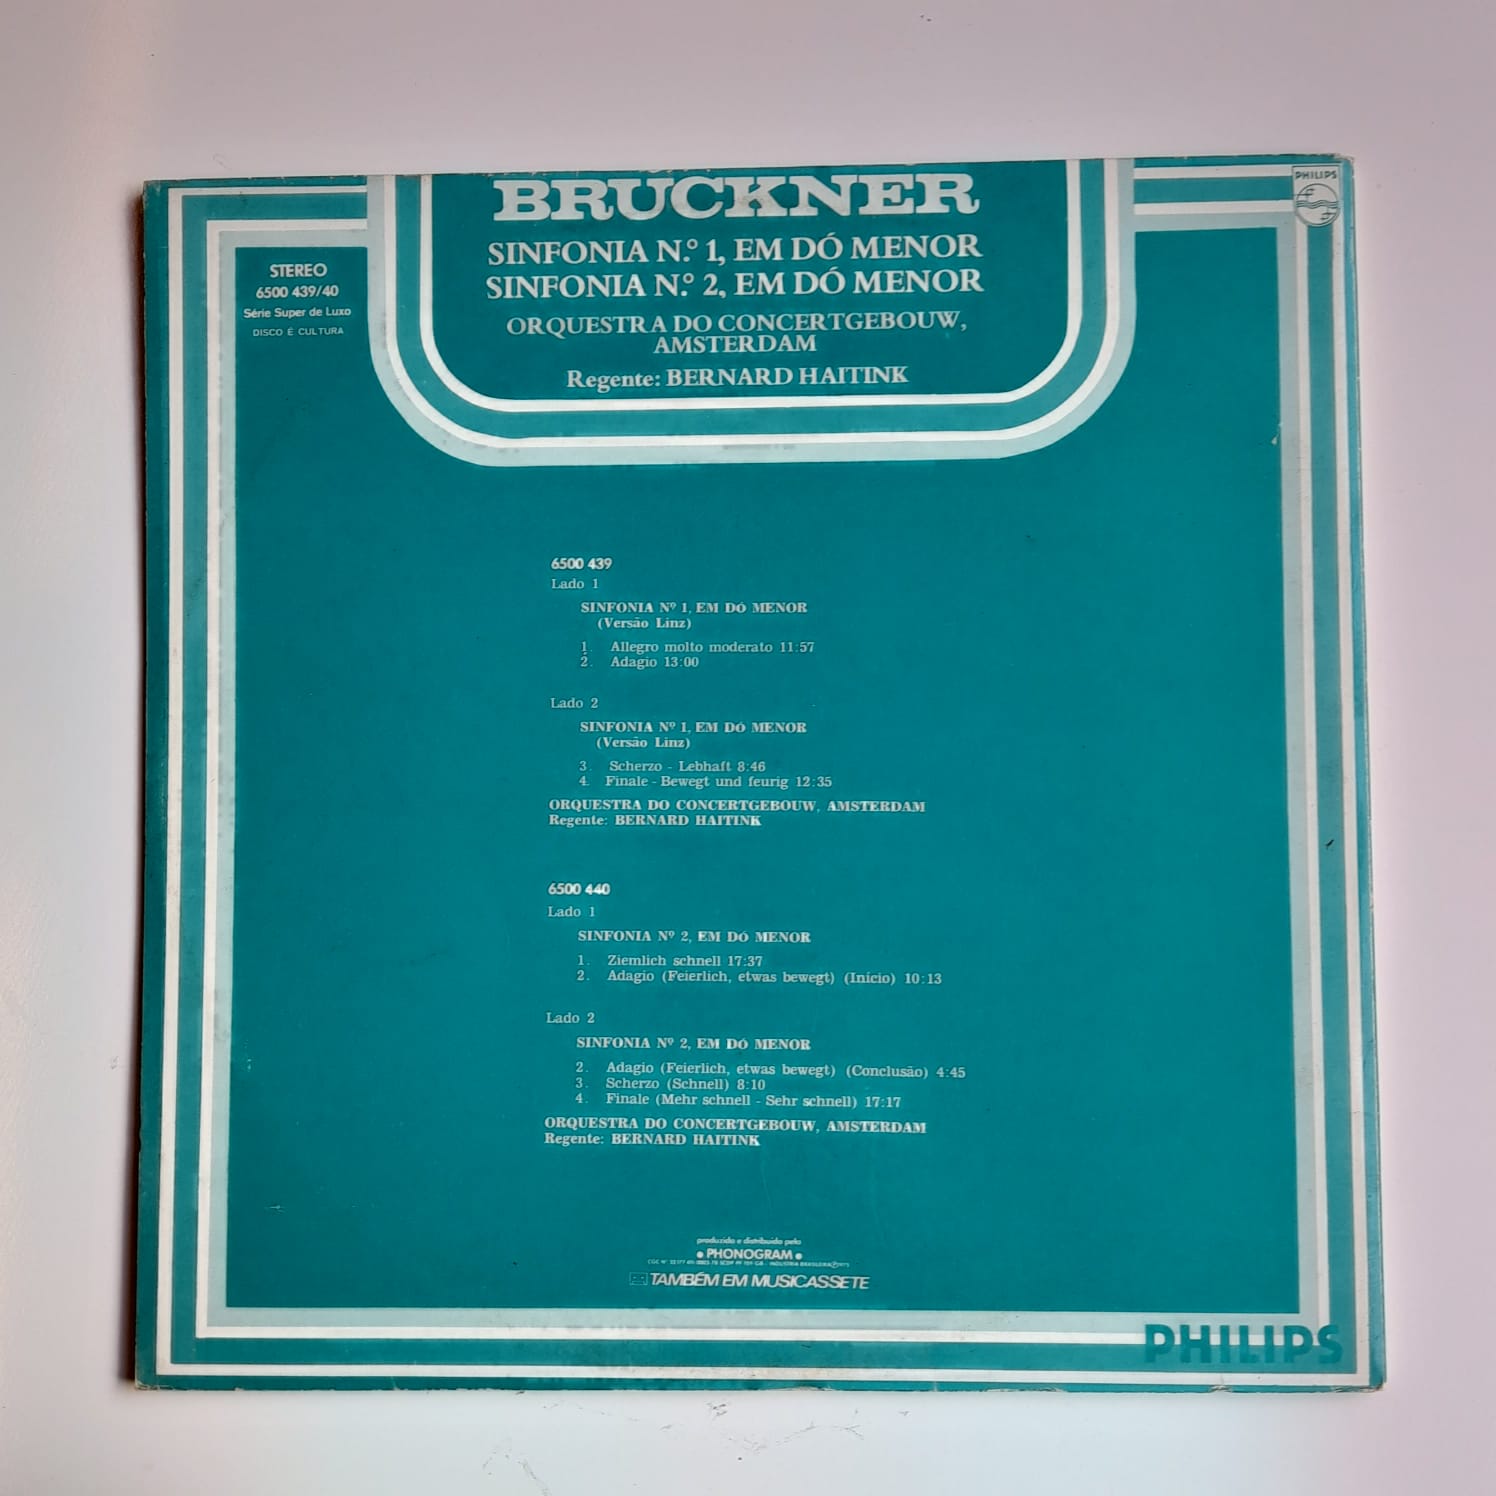 BRUCKNER
SINFONIA N.º 1, EM DÓ MENOR
SINFONIA N.º 2, EM DÓ MENOR
ORQUESTRA DO CONCERTGEBOUW,
AMSTERDAM
Regente: BERNARD HAITINK
PHILIPS
STEREO
6500 439/40
Série Super de Luxo
DISCO É CULTURA
6500 439
Lado 1
SINFONIA Nº 1, EM DÓ MENOR
(Versão Linz)
1. Allegro molto moderato 11:57
2. Adagio 13:00
Lado 2
SINFONIA Nº 1, EM DÓ MENOR
(Versão Linz)
3. Scherzo - Lebhaft 8:46
4. Finale - Bewegt und feurig 12:35
ORQUESTRA DO CONCERTGEBOUW, AMSTERDAM
Regente: BERNARD HAITINK
6500 440
Lado 1
SINFONIA Nº 2, EM DÓ MENOR
1. Ziemlich schnell 17:37
2. Adagio (Feierlich, etwas bewegt) (Início) 10:13
Lado 2
SINFONIA Nº 2, EM DÓ MENOR
2. Adagio (Feierlich, etwas bewegt) (Conclusão) 4:45
3. Scherzo (Schnell) 8:10
4. Finale (Mehr schnell - Sehr schnell) 17:17
ORQUESTRA DO CONCERTGEBOUW, AMSTERDAM
Regente: BERNARD HAITINK
produzido e distribuido pela
• PHONOGRAM •
INDÚSTRIA BRASILEIRA
TAMBÉM EM MUSICASSETE
PHILIPS